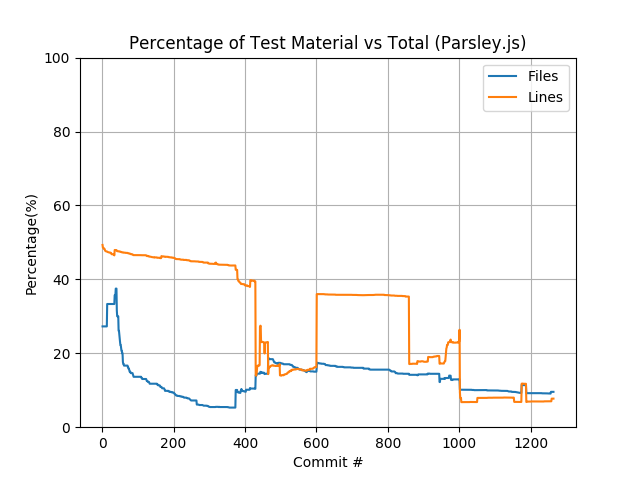 Percentage of Test Material vs Total (Parsley.js)
100
80
60
40
20
0
Percentage(%)
Files
Lines
0 200 400 600 800 1000 1200
Commit #